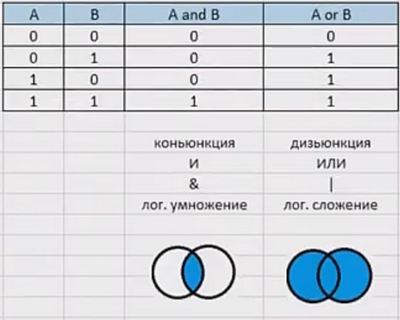 A B A and B A or B
0 0 0 0
0 1 0 1
1 0 0 1
1 1 1 1
коньюнкция дизьюнкция
И ИЛИ
& |
лог. умножение лог. сложение